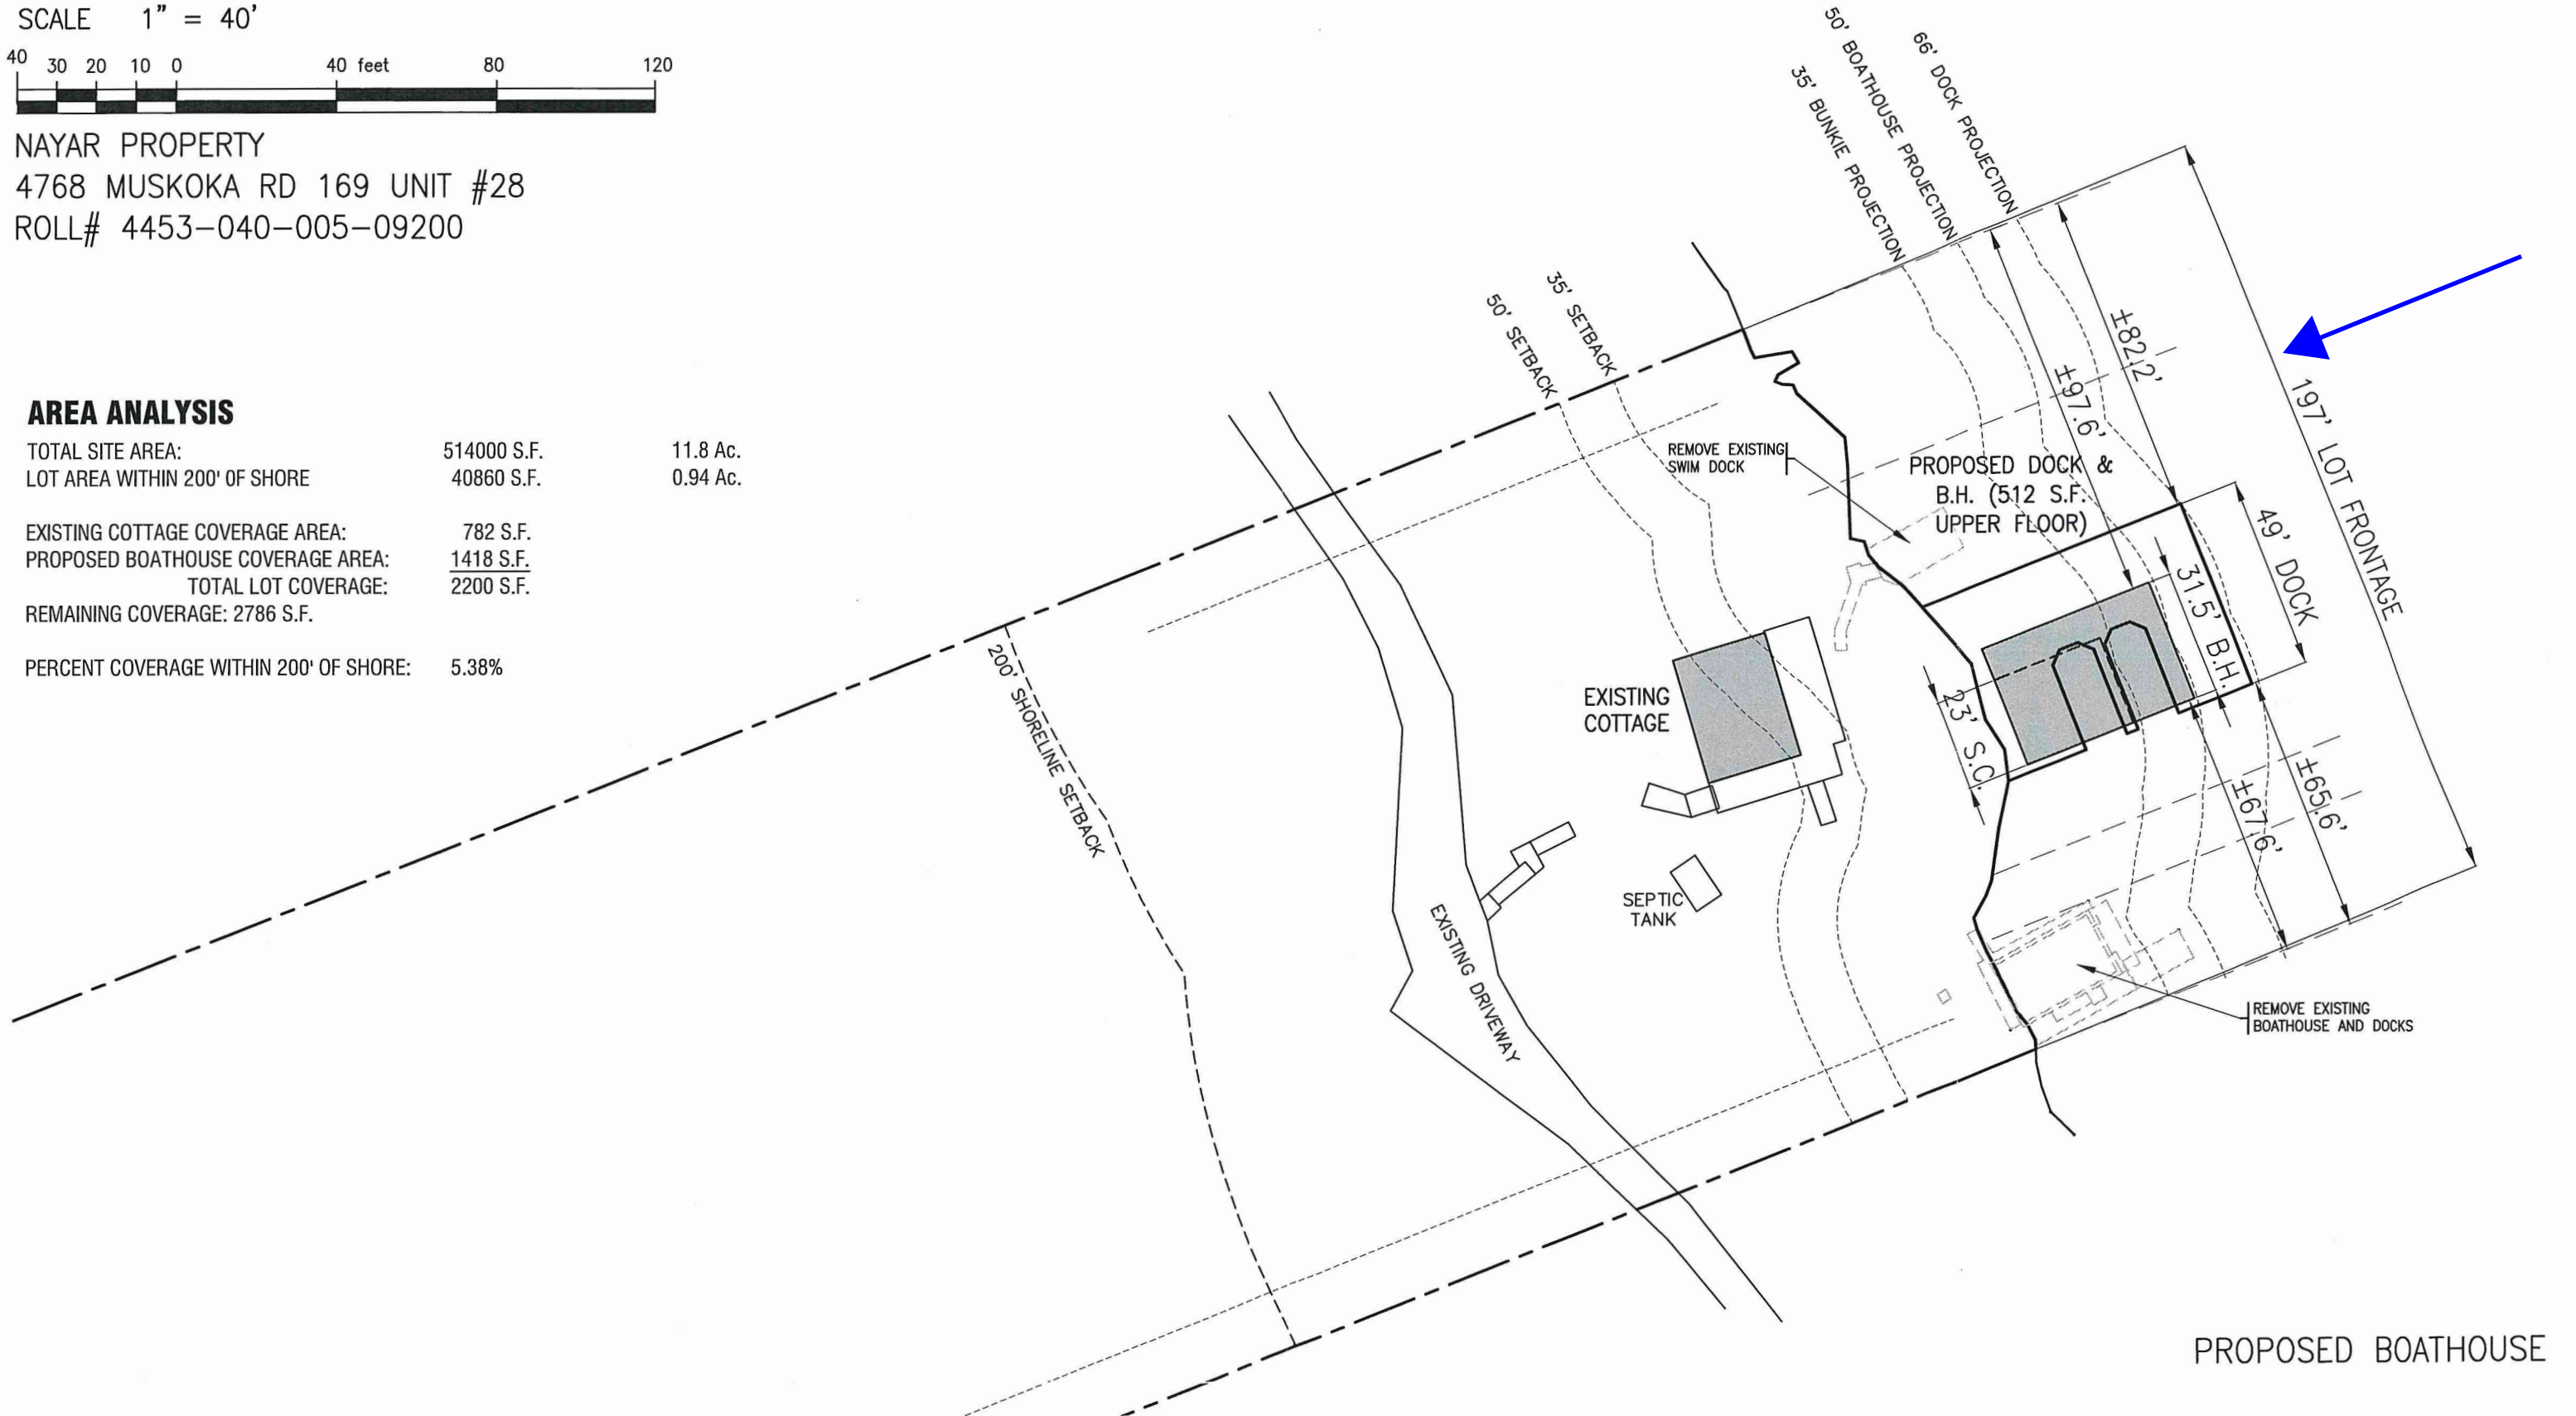 SCALE 1" = 40'
40 30 20 10 0 40 feet 80 120
NAYAR PROPERTY
4768 MUSKOKA RD 169 UNIT #28
ROLL# 4453-040-005-09200
AREA ANALYSIS
TOTAL SITE AREA: 514000 S.F. 11.8 Ac.
LOT AREA WITHIN 200' OF SHORE 40860 S.F. 0.94 Ac.
EXISTING COTTAGE COVERAGE AREA: 782 S.F.
PROPOSED BOATHOUSE COVERAGE AREA: 1418 S.F.
TOTAL LOT COVERAGE: 2200 S.F.
REMAINING COVERAGE: 2786 S.F.
PERCENT COVERAGE WITHIN 200' OF SHORE: 5.38%
50' SETBACK
35' SETBACK
35' BUNKIE PROJECTION
50' BOATHOUSE PROJECTION
66' DOCK PROJECTION
±82.2'
±97.6'
197' LOT FRONTAGE
REMOVE EXISTING
SWIM DOCK
PROPOSED DOCK &
B.H. (512 S.F.
UPPER FLOOR)
49' DOCK
31.5' B.H.
23' S.C.
EXISTING
COTTAGE
200' SHORELINE SETBACK
±67.6'
±65.6'
SEPTIC
TANK
EXISTING DRIVEWAY
REMOVE EXISTING
BOATHOUSE AND DOCKS
PROPOSED BOATHOUSE